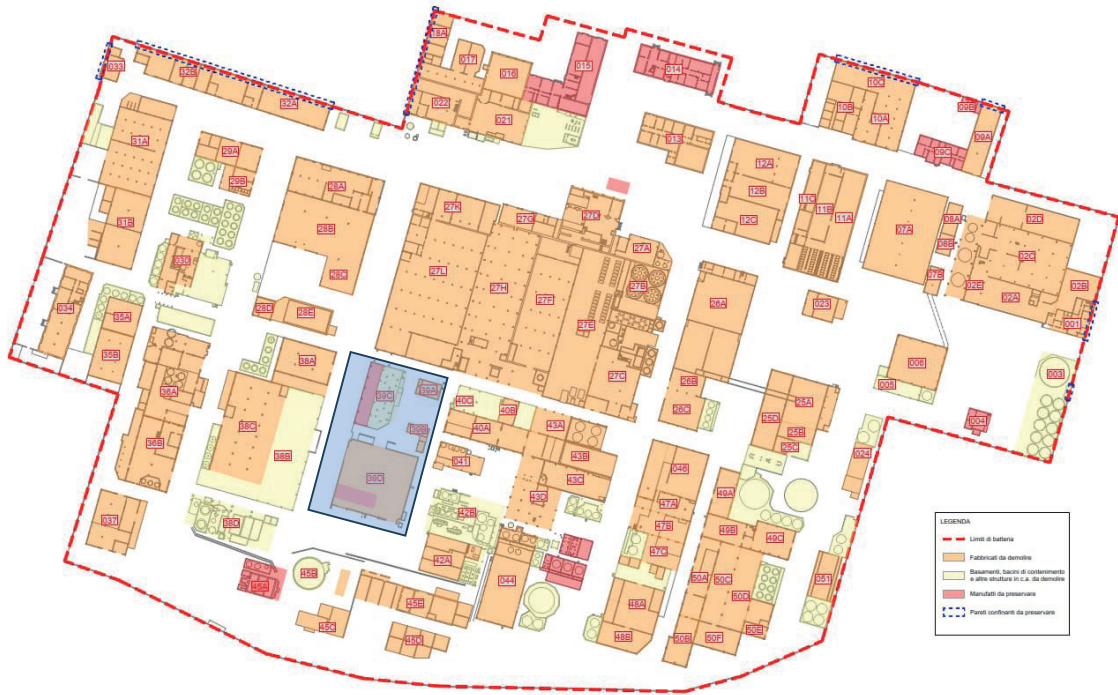 18A
017
016
015
014
033
32B
32A
022
021
10C
10B
10A
09B
09A
09C
013
31A
31B
29A
29B
28A
28B
28C
12A
12B
12C
11C
11B
11A
07A
08A
08B
07B
02D
02C
02B
02E
02A
001
27K
27G
27D
27A
27B
27L
27H
27F
27E
27C
030
034
35A
35B
28D
28E
26A
26B
26C
023
006
005
003
004
38A
36A
36B
38C
38B
38D
39C
39A
39B
39D
40C
40B
40A
43A
43B
43C
43D
041
42B
42A
25A
25D
25B
25C
024
046
47A
47B
47C
49A
49B
49C
037
45A
45B
45C
45E
45D
044
48A
48B
50A
50C
50D
50E
50F
50B
051
LEGENDA
Limiti di batteria
Fabbricati da demolire
Basamenti, bacini di contenimento
e altre strutture in c.a. da demolire
Manufatti da preservare
Pareti confinanti da preservare